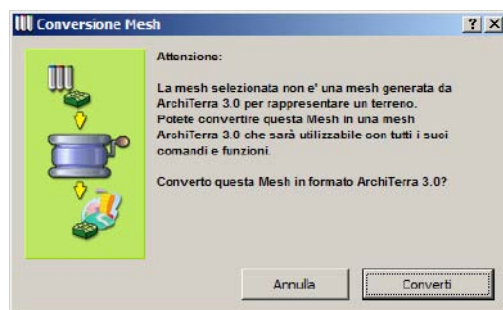 Conversione Mesh
Attenzione:
La mesh selezionata non e' una mesh generata da
ArchiTerra 3.0 per rappresentare un terreno.
Potete convertire questa Mesh in una mesh
ArchiTerra 3.0 che sarà utilizzabile con tutti i suoi
comandi e funzioni.
Converto questa Mesh in formato ArchiTerra 3.0?
Annulla
Converti